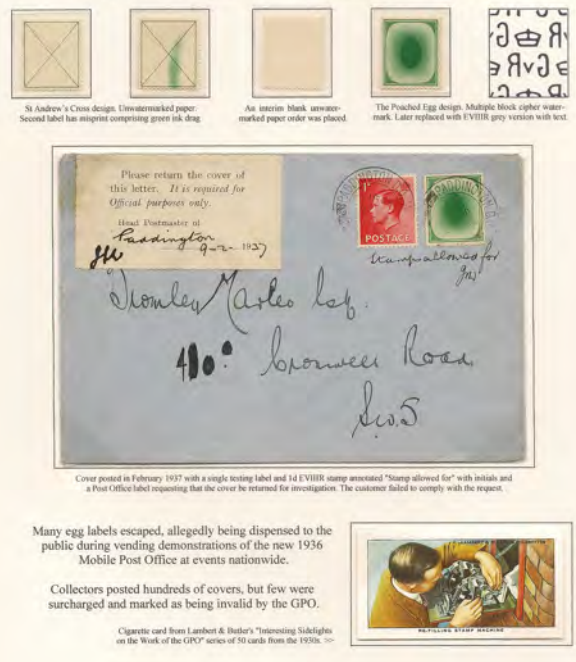 St Andrew's Cross design. Unwatermarked paper.
Second label has misprint comprising green ink drag.
An interim blank unwater-
marked paper order was placed.
The Poached Egg design. Multiple block cipher water-
mark. Later replaced with EVIIIR grey version with text.
Please return the cover of
this letter. It is required for
Official purposes only.
Head Postmaster of
Paddington
9-2- 1937
1D
POSTAGE
PADDINGTON
PADDINGTON
Stamp allowed for
410
Cromwell Road
S.W.5
Cover posted in February 1937 with a single testing label and 1d EVIIIR stamp annotated "Stamp allowed for" with initials and
a Post Office label requesting that the cover be returned for investigation. The customer failed to comply with the request.
Many egg labels escaped, allegedly being dispensed to the
public during vending demonstrations of the new 1936
Mobile Post Office at events nationwide.
Collectors posted hundreds of covers, but few were
surcharged and marked as being invalid by the GPO.
Cigarette card from Lambert & Butler's "Interesting Sidelights
on the Work of the GPO" series of 50 cards from the 1930s. >>
RE-FILLING STAMP MACHINE